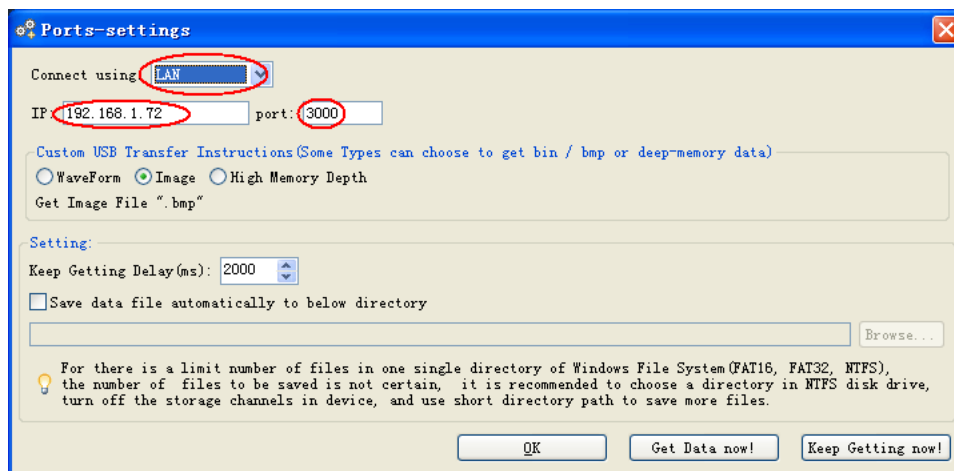 Ports-settings
Connect using: LAN
IP: 192.168.1.72 port: 3000
Custom USB Transfer Instructions(Some Types can choose to get bin / bmp or deep-memory data)
WaveForm Image High Memory Depth
Get Image File ".bmp"
Setting:
Keep Getting Delay(ms): 2000
Save data file automatically to below directory
Browse...
For there is a limit number of files in one single directory of Windows File System(FAT16, FAT32, NTFS),
the number of files to be saved is not certain, it is recommended to choose a directory in NTFS disk drive,
turn off the storage channels in device, and use short directory path to save more files.
OK Get Data now! Keep Getting now!